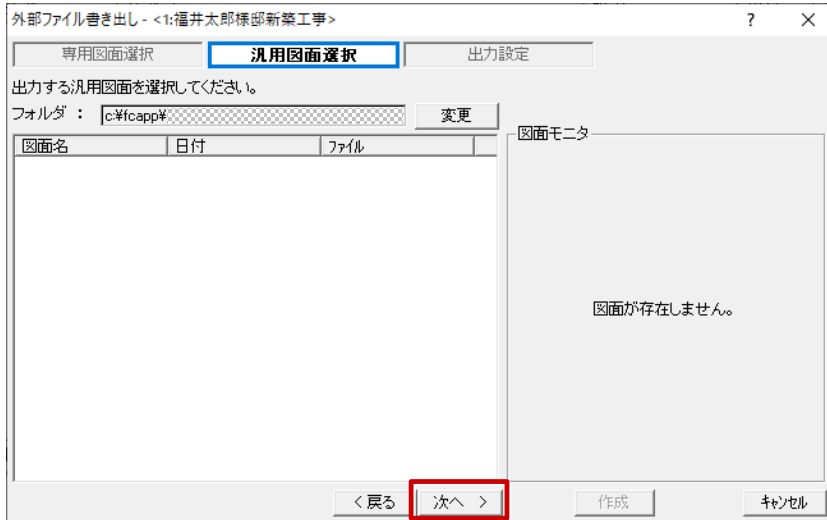 外部ファイル書き出し - <1:福井太郎様邸新築工事>
? ×
専用図面選択 汎用図面選択 出力設定
出力する汎用図面を選択してください。
フォルダ : c:¥fcapp¥ 変更
図面名 日付 ファイル
図面モニタ
図面が存在しません。
< 戻る 次へ > 作成 キャンセル